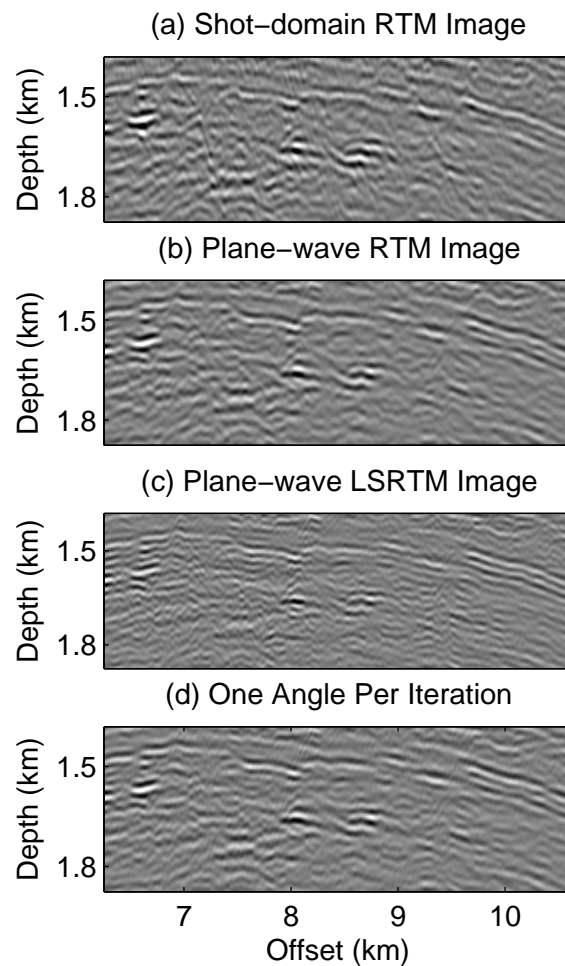 (a) Shot−domain RTM Image
Depth (km)
1.5
1.8
(b) Plane−wave RTM Image
Depth (km)
1.5
1.8
(c) Plane−wave LSRTM Image
Depth (km)
1.5
1.8
(d) One Angle Per Iteration
Depth (km)
1.5
1.8
7 8 9 10
Offset (km)